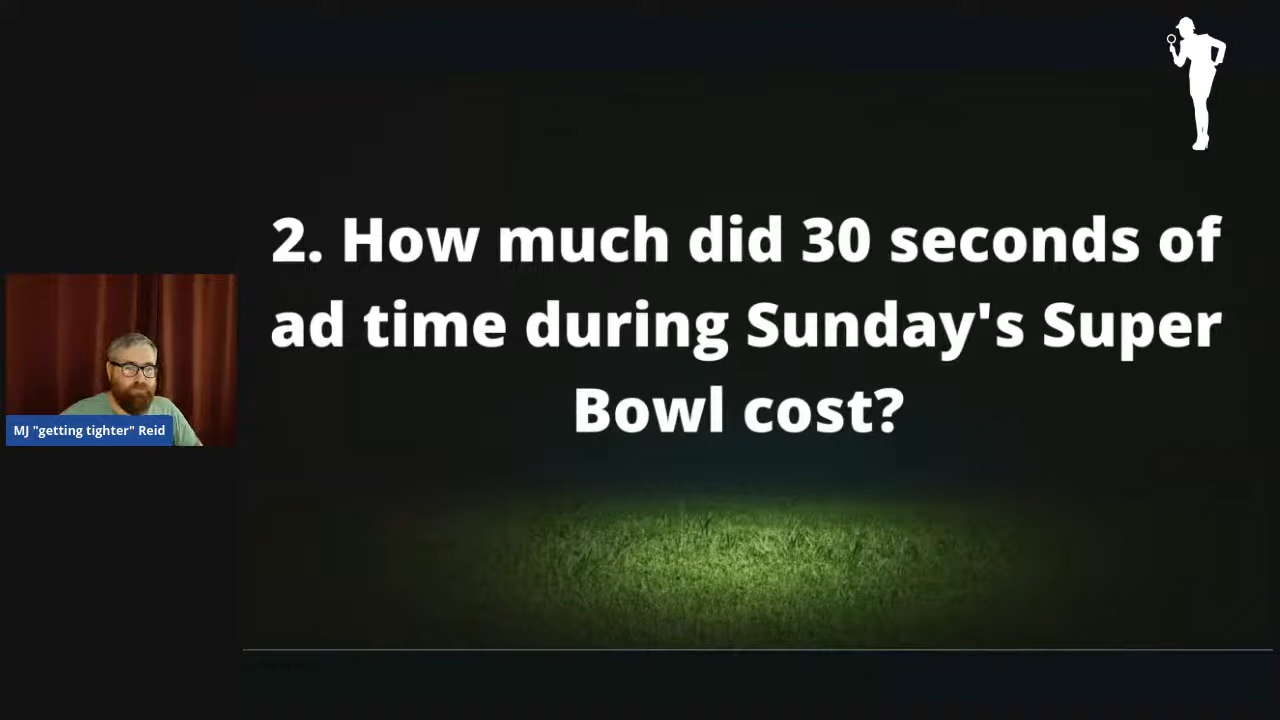 2. How much did 30 seconds of
ad time during Sunday's Super
Bowl cost?
MJ "getting tighter" Reid